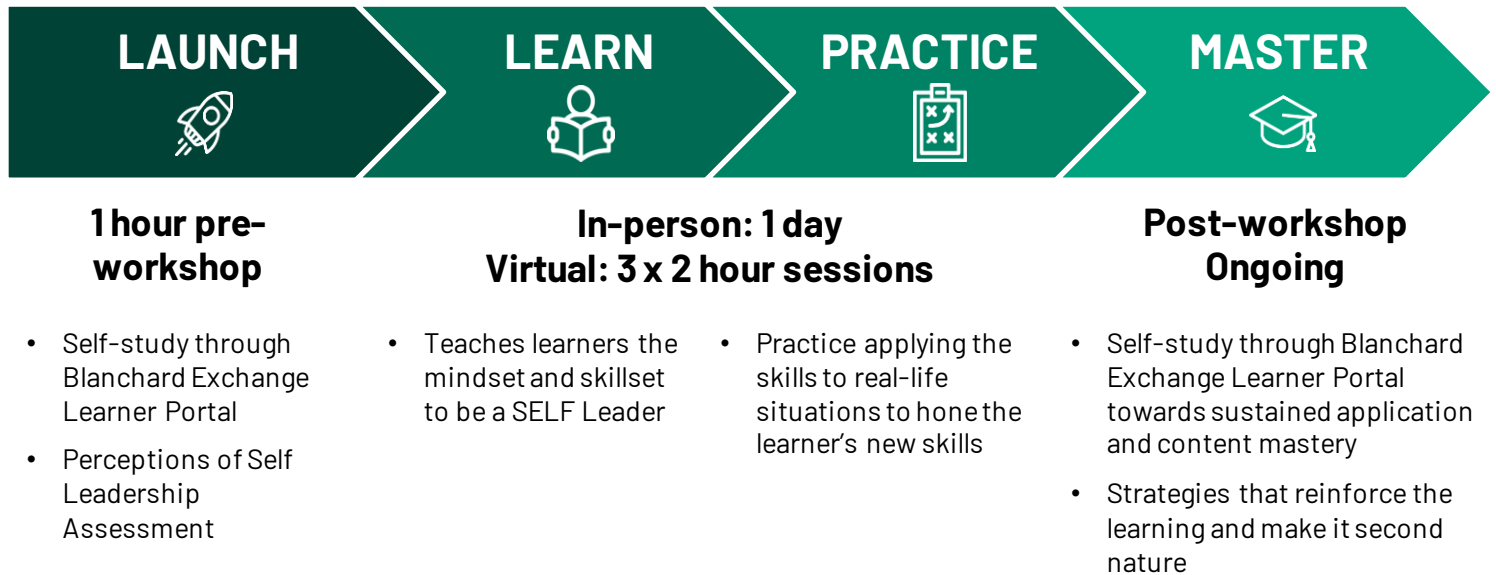 LAUNCH
LEARN
PRACTICE
MASTER
1 hour pre-
workshop
In-person: 1 day
Virtual: 3 x 2 hour sessions
Post-workshop
Ongoing
• Self-study through
Blanchard Exchange
Learner Portal
• Perceptions of Self
Leadership
Assessment
• Teaches learners the
mindset and skillset
to be a SELF Leader
• Practice applying the
skills to real-life
situations to hone the
learner’s new skills
• Self-study through Blanchard
Exchange Learner Portal
towards sustained application
and content mastery
• Strategies that reinforce the
learning and make it second
nature